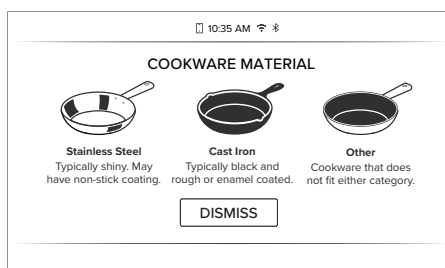 10:35 AM
COOKWARE MATERIAL
Stainless Steel
Typically shiny. May
have non-stick coating.
Cast Iron
Typically black and
rough or enamel coated.
Other
Cookware that does
not fit either category.
DISMISS